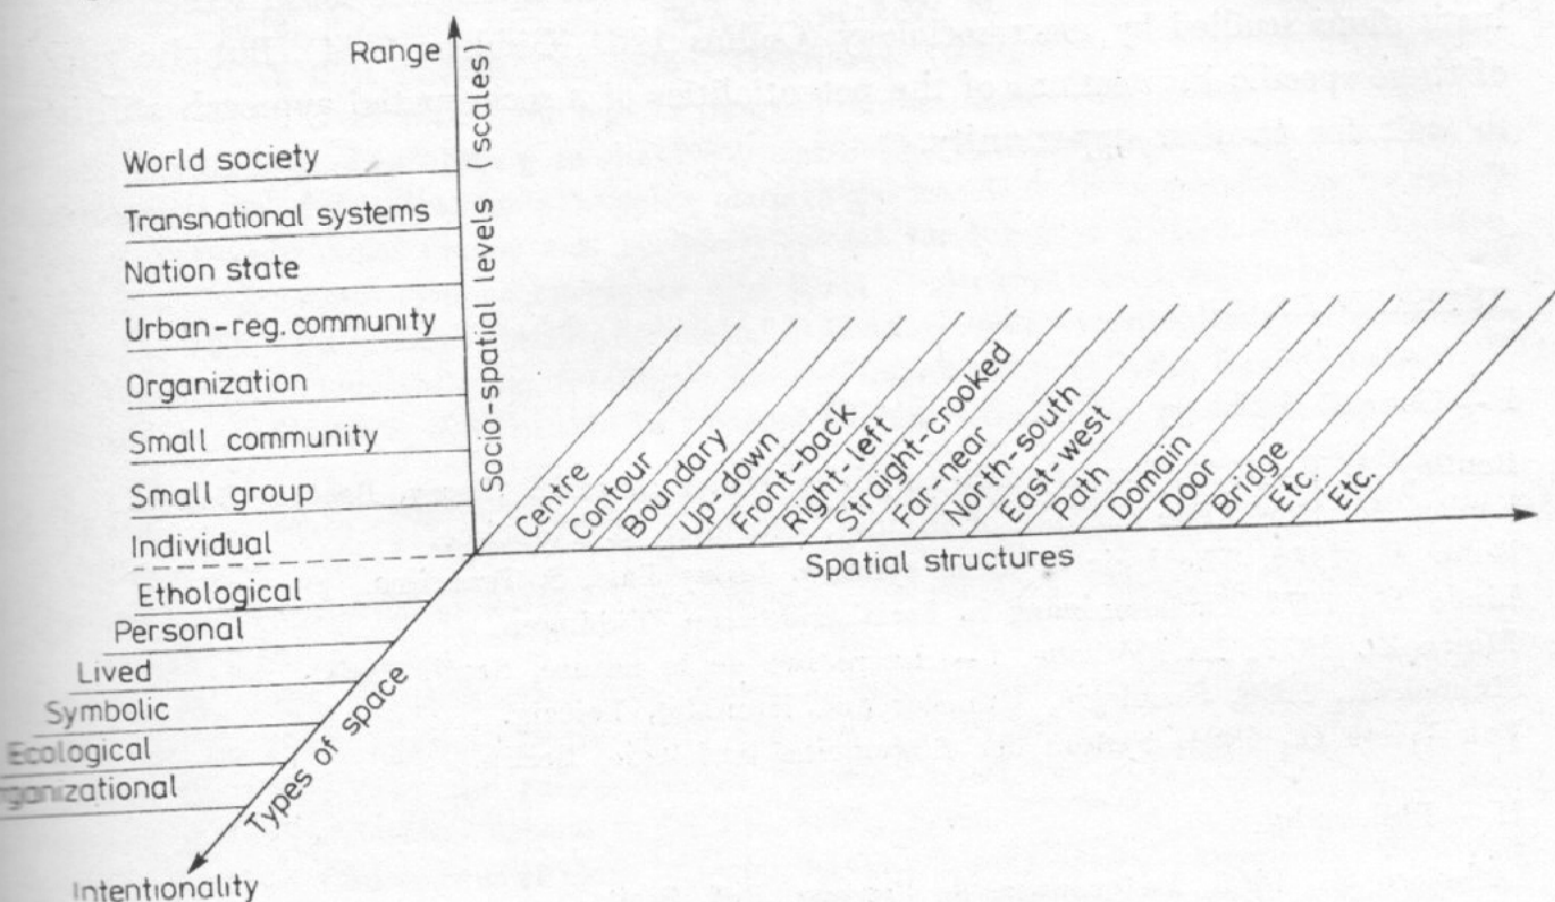 Range
Socio-spatial levels (scales)
World society
Transnational systems
Nation state
Urban-reg. community
Organization
Small community
Small group
Individual
Ethological
Personal
Lived
Symbolic
Ecological
ganizational
Types of space
Intentionality
Centre
Contour
Boundary
Up-down
Front-back
Right-left
Straight-crooked
Far-near
North-south
East-west
Path
Domain
Door
Bridge
Etc.
Etc.
Spatial structures